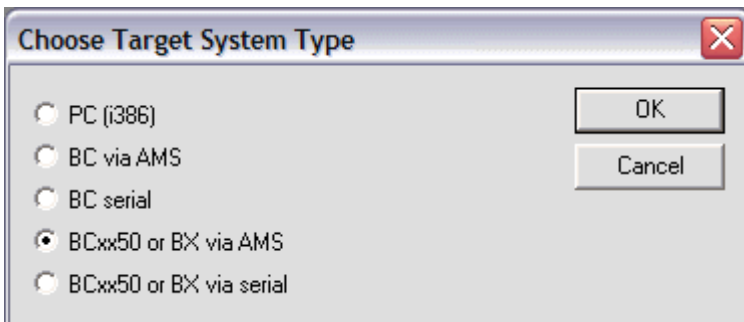 Choose Target System Type
PC (i386)
OK
BC via AMS
Cancel
BC serial
BCxx50 or BX via AMS
BCxx50 or BX via serial